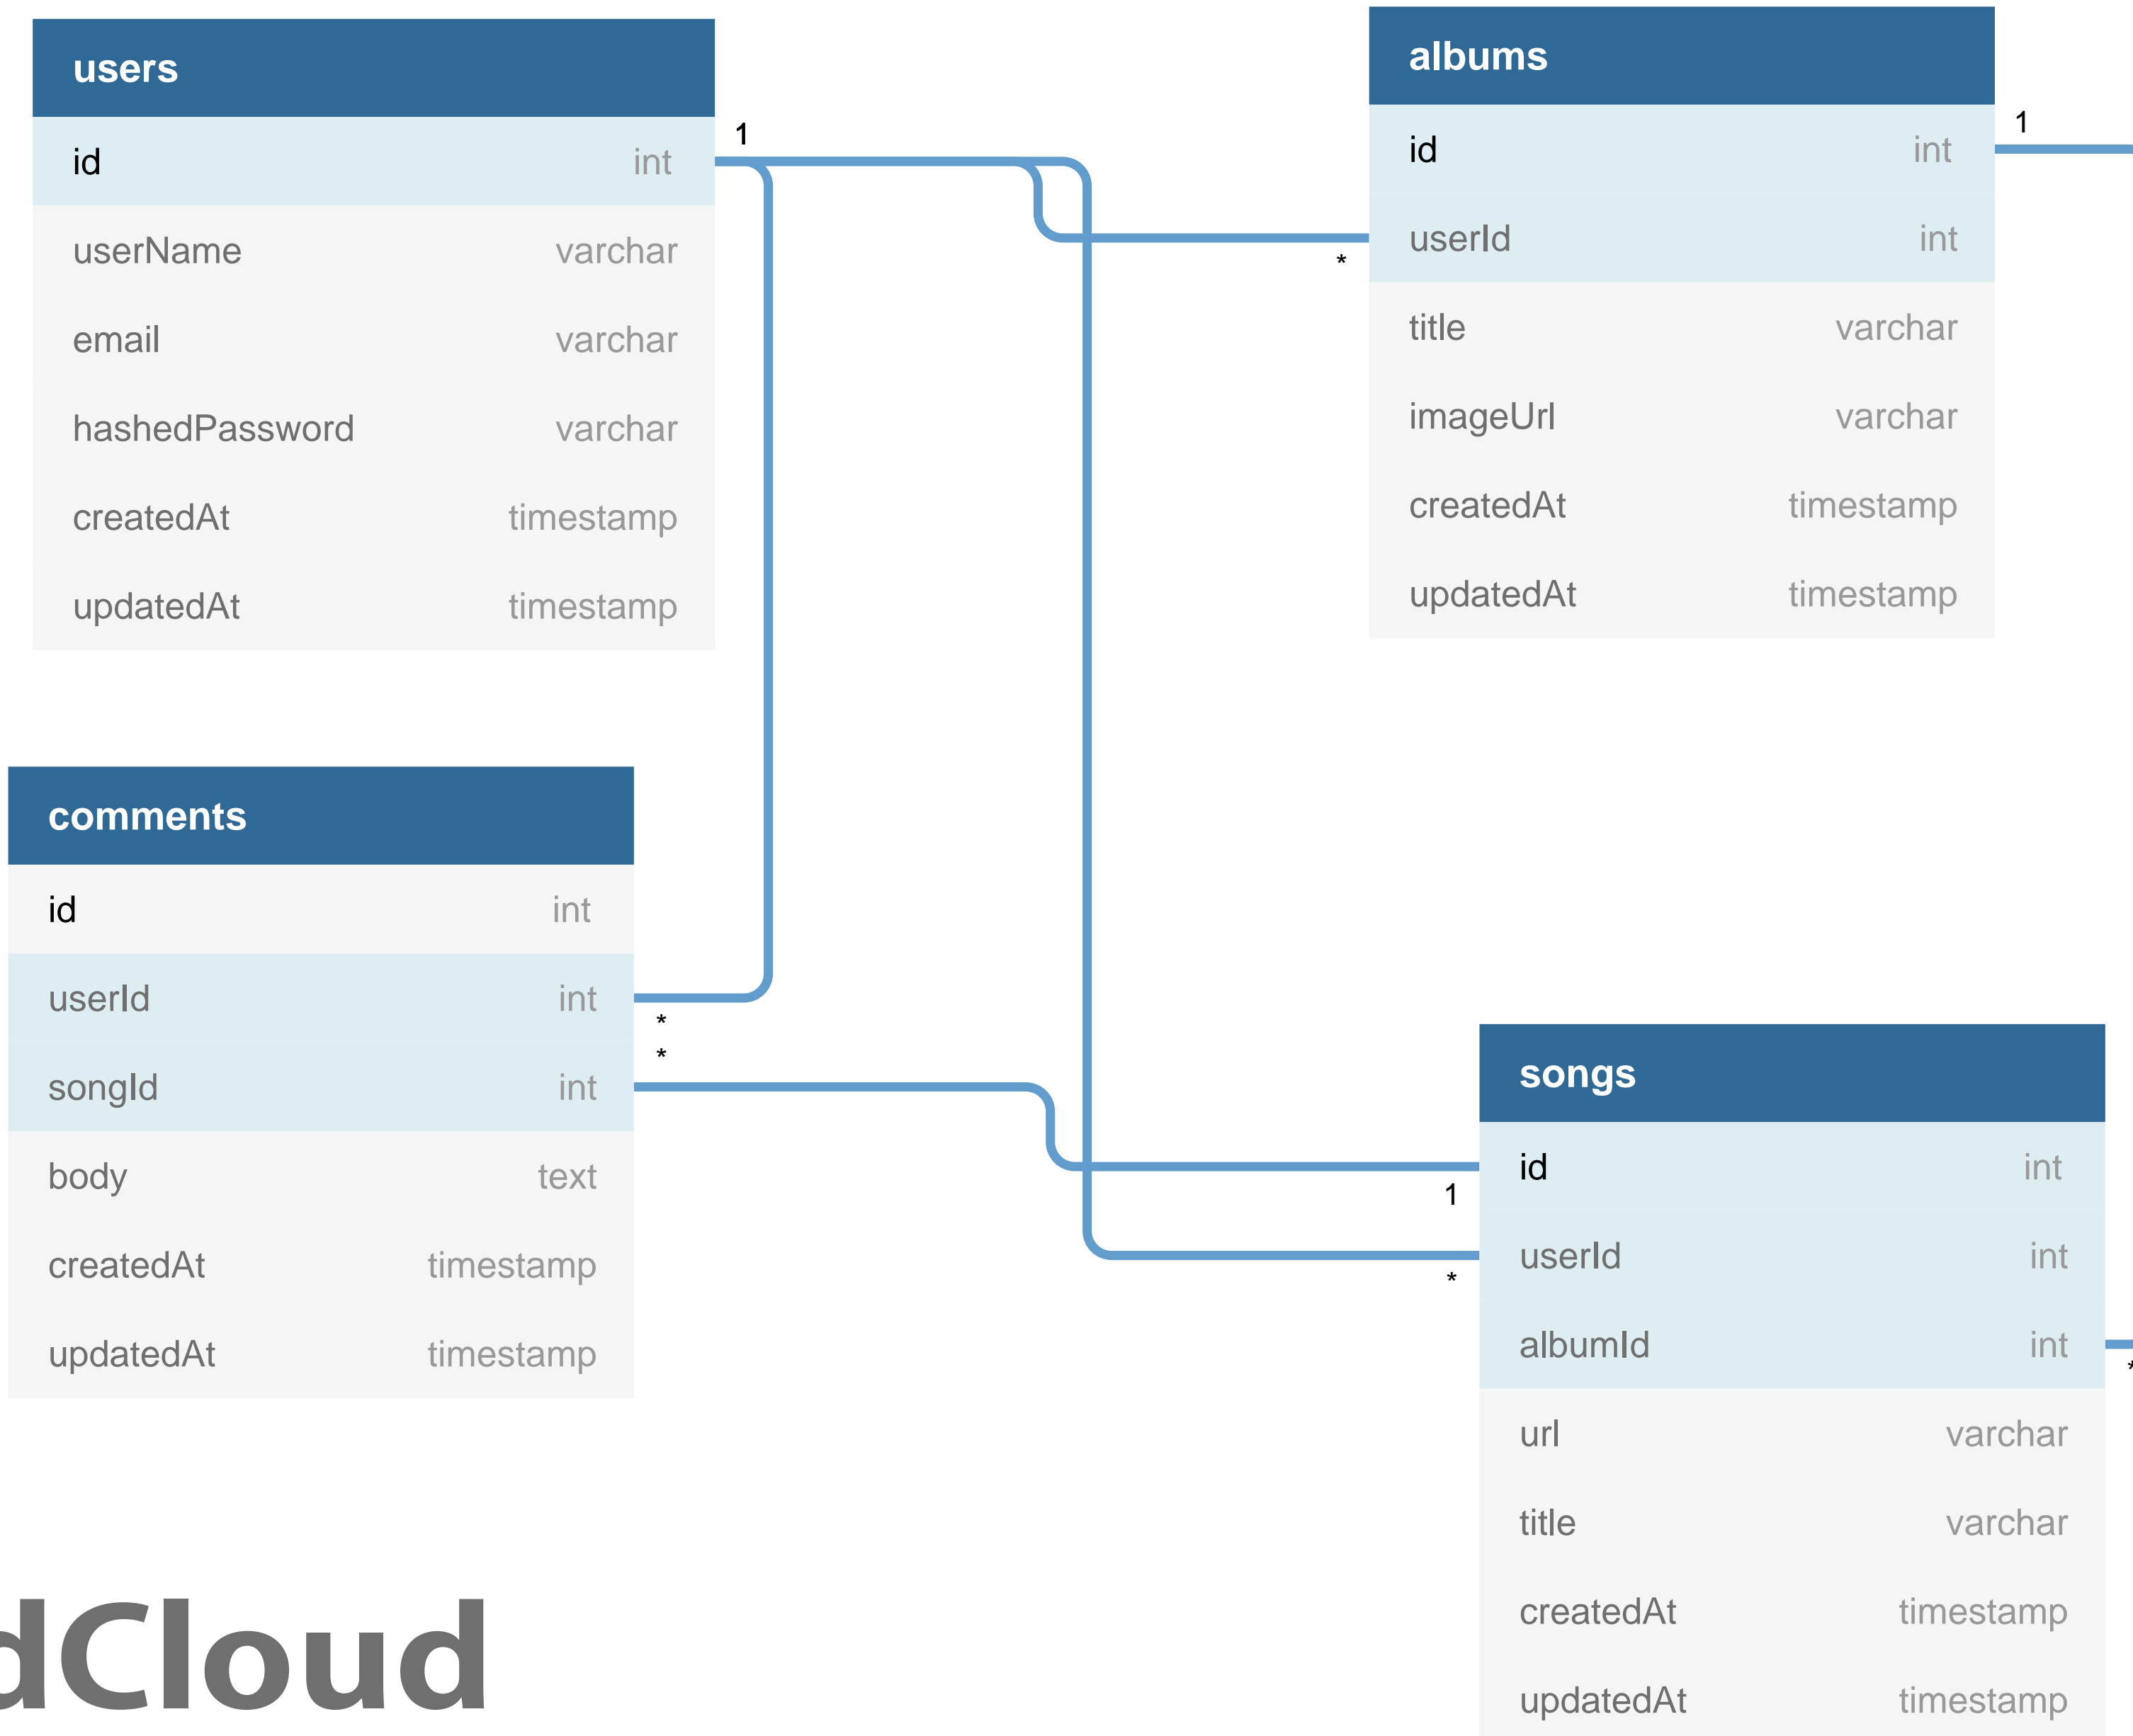 users
id int
userName varchar
email varchar
hashedPassword varchar
createdAt timestamp
updatedAt timestamp
1
albums
id int
userId int
title varchar
imageUrl varchar
createdAt timestamp
updatedAt timestamp
1
*
comments
id int
userId int
songId int
body text
createdAt timestamp
updatedAt timestamp
*
*
songs
id int
userId int
albumId int
url varchar
title varchar
createdAt timestamp
updatedAt timestamp
1
*
*
dCloud